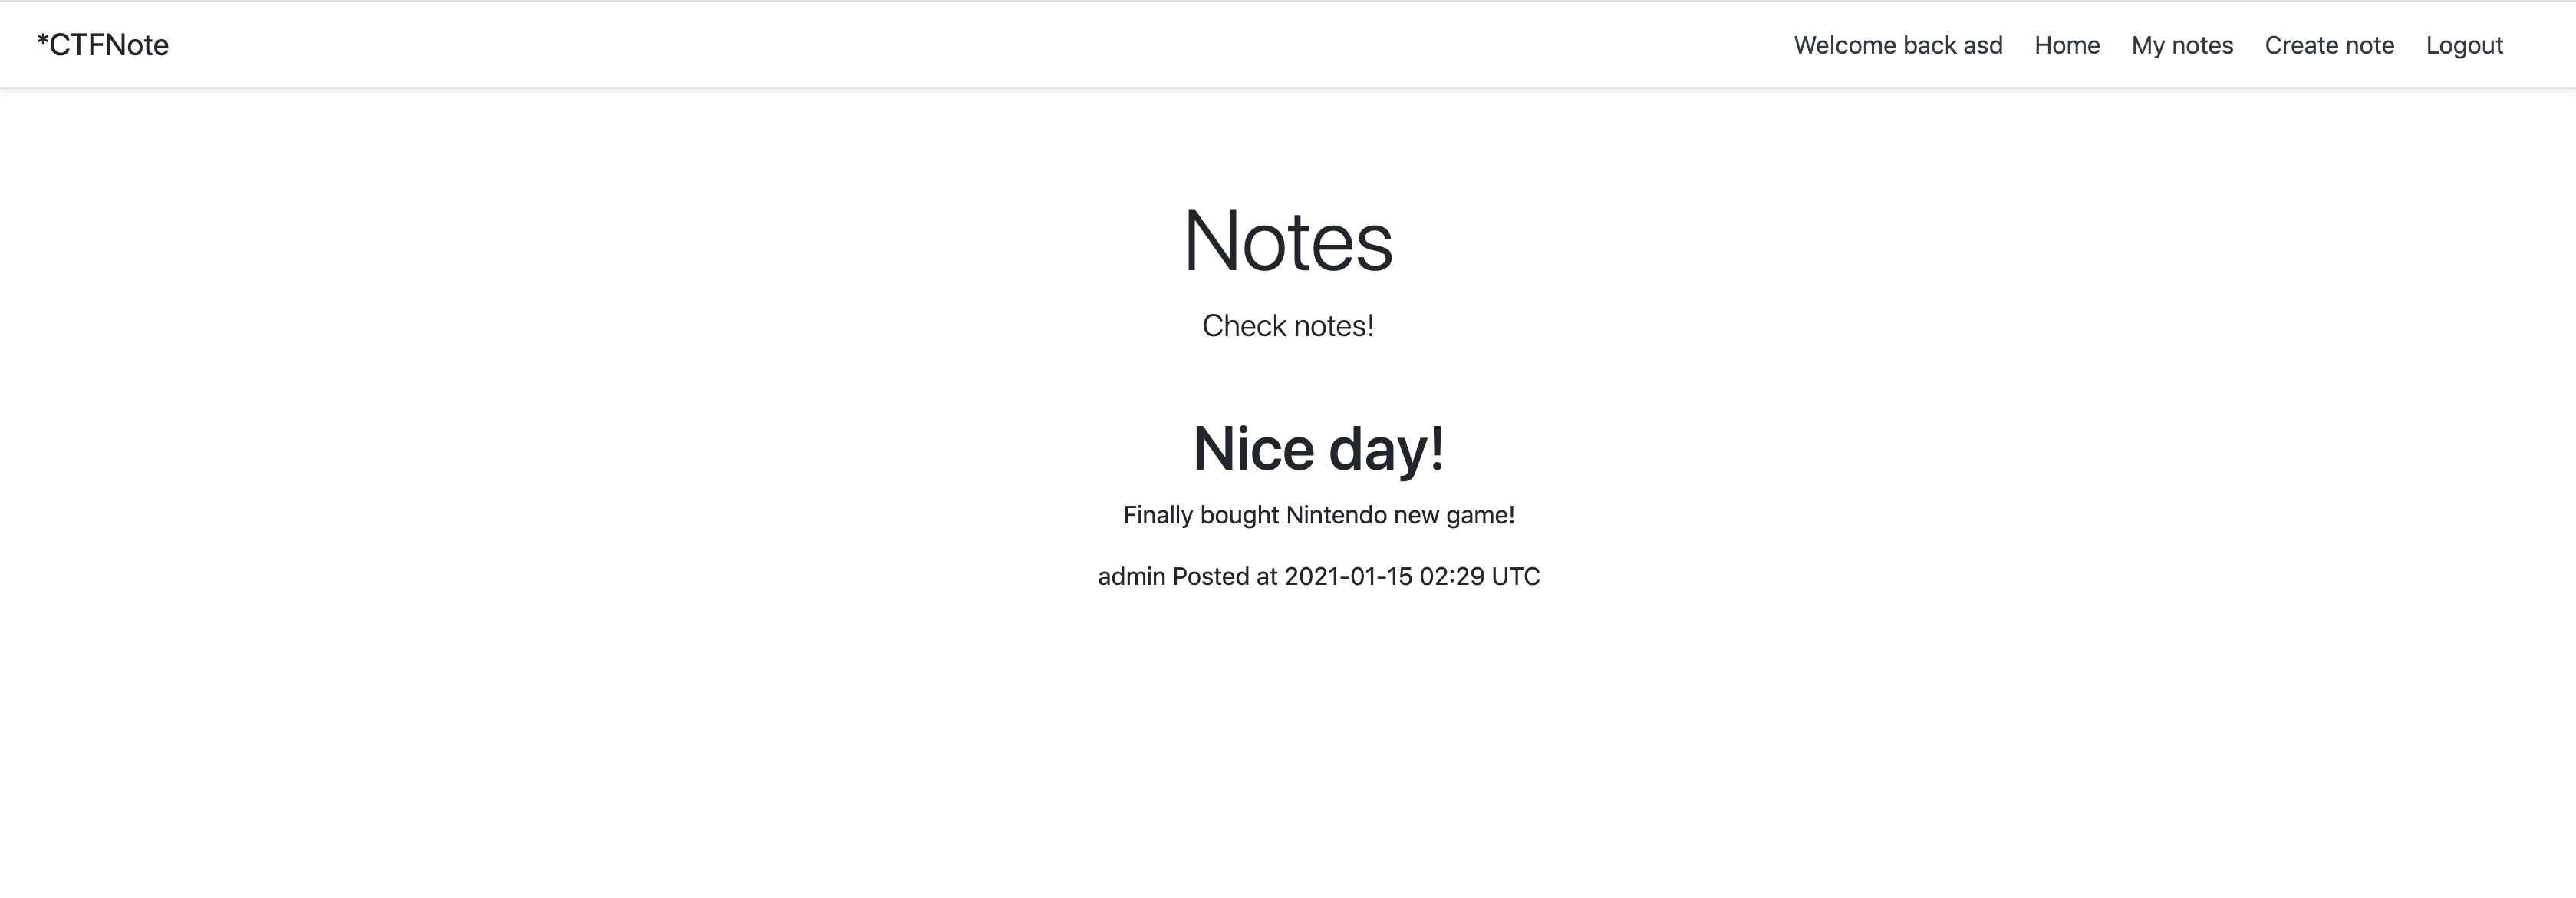 *CTFNote
Welcome back asd Home My notes Create note Logout
Notes
Check notes!
Nice day!
Finally bought Nintendo new game!
admin Posted at 2021-01-15 02:29 UTC